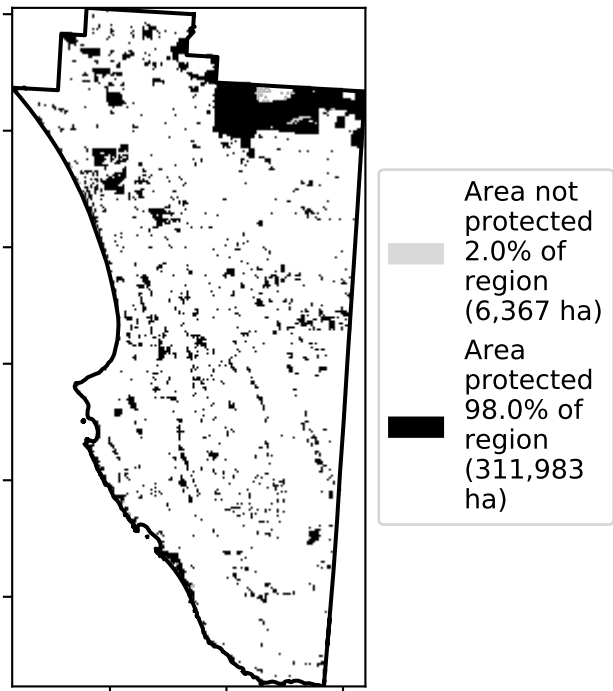 Area not
protected
2.0% of
region
(6,367 ha)
Area
protected
98.0% of
region
(311,983
ha)